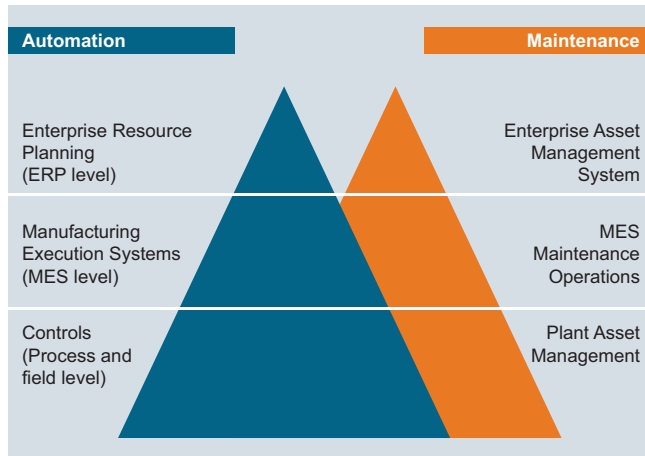 Automation
Maintenance
Enterprise Resource
Planning
(ERP level)
Enterprise Asset
Management
System
Manufacturing
Execution Systems
(MES level)
MES
Maintenance
Operations
Controls
(Process and
field level)
Plant Asset
Management